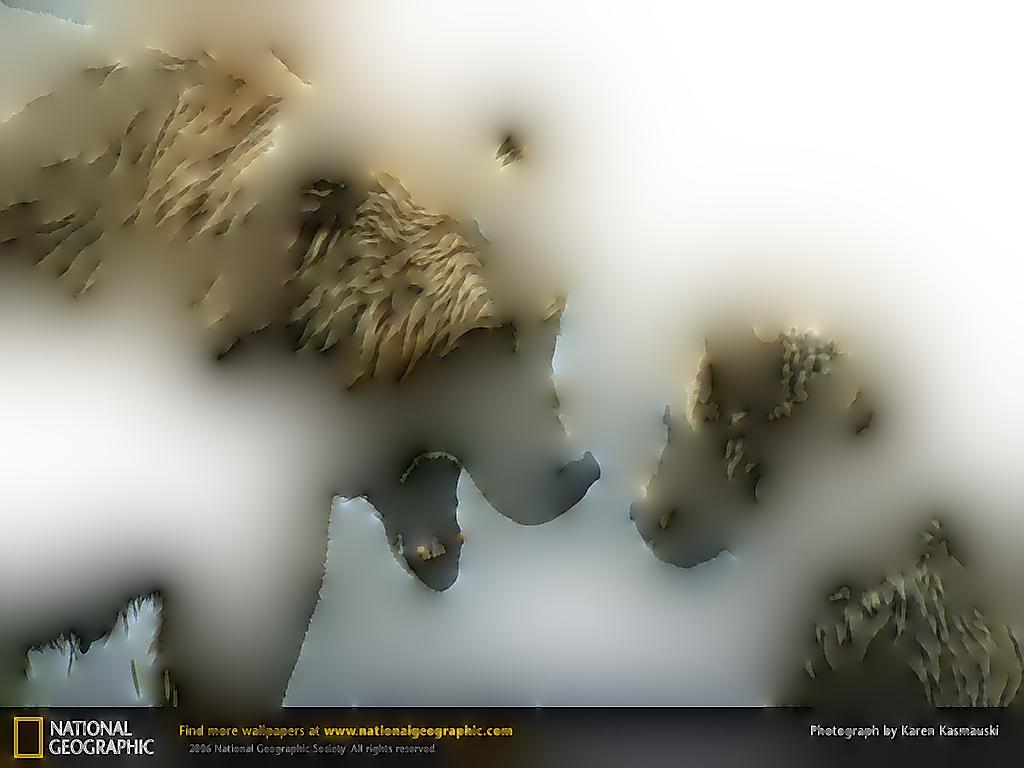 NATIONAL
GEOGRAPHIC
Find more wallpapers at www.nationalgeographic.com
2006 National Geographic Society. All rights reserved.
Photograph by Karen Kasmauski